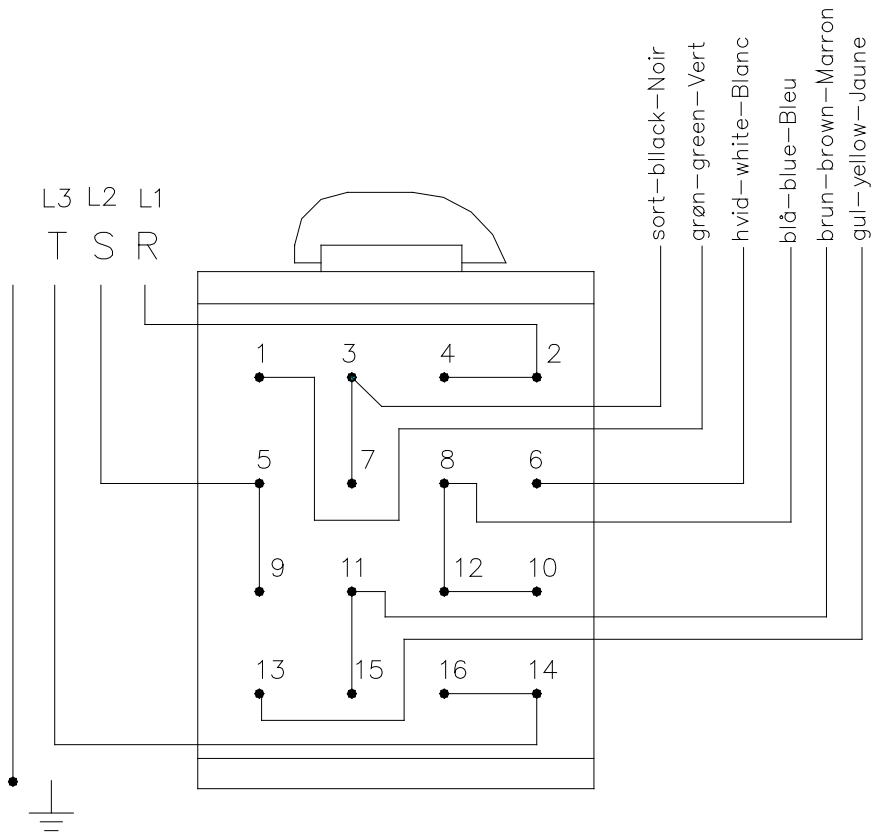 sort-bllack-Noir
grøn-green-Vert
hvid-white-Blanc
blå-blue-Bleu
brun-brown-Marron
gul-yellow-Jaune
L3 L2 L1
T S R
1 3 4 2
5 7 8 6
9 11 12 10
13 15 16 14